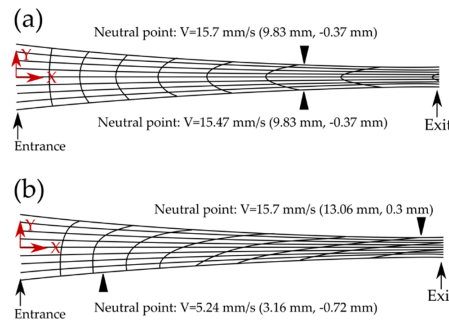 (a)
Neutral point: V=15.7 mm/s (9.83 mm, -0.37 mm)
Y
X
Neutral point: V=15.47 mm/s (9.83 mm, -0.37 mm)
Entrance
Exit
(b)
Neutral point: V=15.7 mm/s (13.06 mm, 0.3 mm)
Y
X
Neutral point: V=5.24 mm/s (3.16 mm, -0.72 mm)
Entrance
Exit